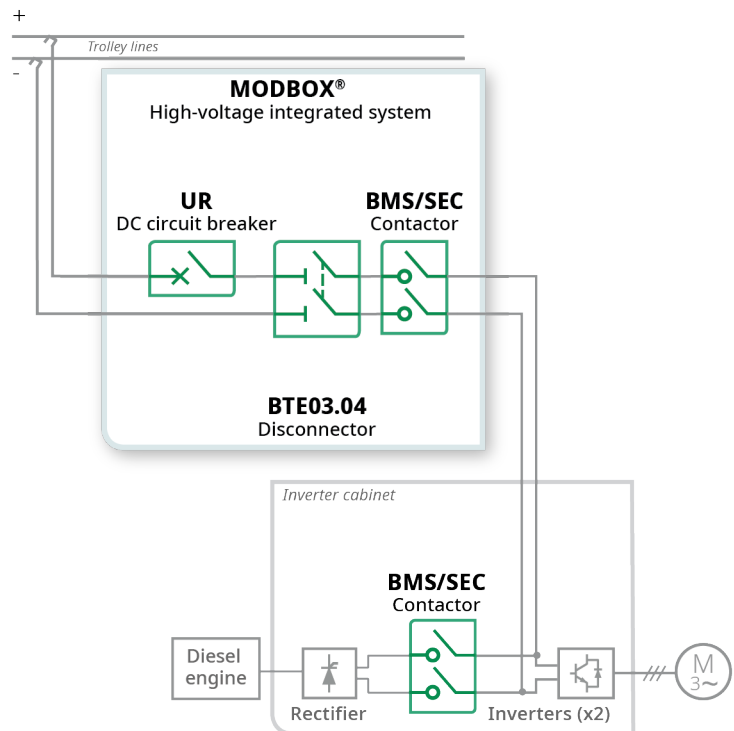 +
Trolley lines
-
MODBOX®
High-voltage integrated system
UR
DC circuit breaker
BMS/SEC
Contactor
BTE03.04
Disconnector
Inverter cabinet
BMS/SEC
Contactor
Diesel
engine
Rectifier
Inverters (x2)
M
3~